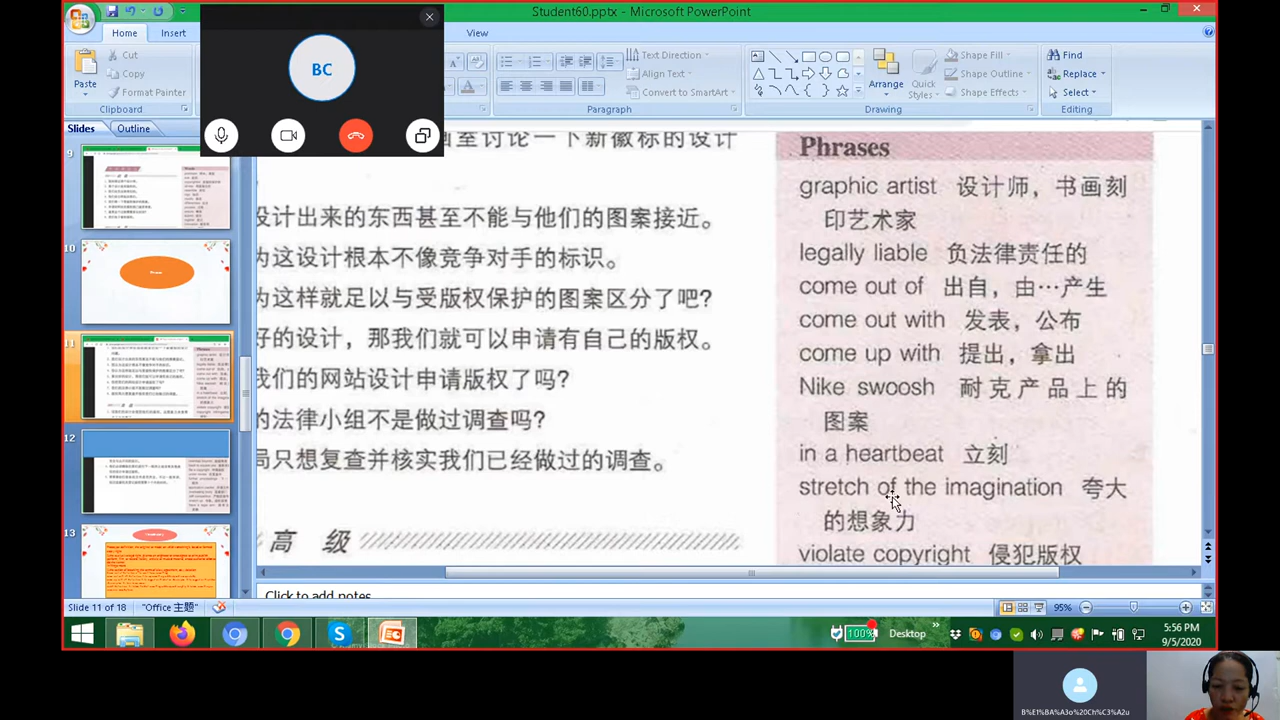 Student60.pptx - Microsoft PowerPoint
Home
Insert
View
BC
Paste
Cut
Copy
Format Painter
Clipboard
Text Direction
Align Text
Convert to SmartArt
Paragraph
Arrange
Quick
Styles
Shape Fill
Shape Outline
Shape Effects
Drawing
Find
Replace
Select
Editing
Slides
Outline
9
10
11
12
13
室讨论一下新徽标的设计
设计出来的东西甚至不能与他们的图案接近。
为这设计根本不像竞争对手的标识。
为这样就足以与受版权保护的图案区分了吧?
好的设计，那我们就可以申请有自己的版权。
我们的网站设计申请版权了吗?
的法律小组不是做过调查吗?
局只想复查并核实我们已经做过的调查。
高 级
Phrases
graphic artist 设计师，书画刻
印艺术家
legally liable 负法律责任的
come out of 出自，由…产生
come out with 发表，公布
come up with 提出，拿出
Nike swoosh 耐克产品上的
图案
in a heartbeat 立刻
stretch of the imagination 夸大
的想象力
violate copyright 侵犯版权
Click to add notes
Slide 11 of 18
"Office 主题"
95%
100%
Desktop
5:56 PM
9/5/2020
B%E1%BA%A3o%20Ch%C3%A2u